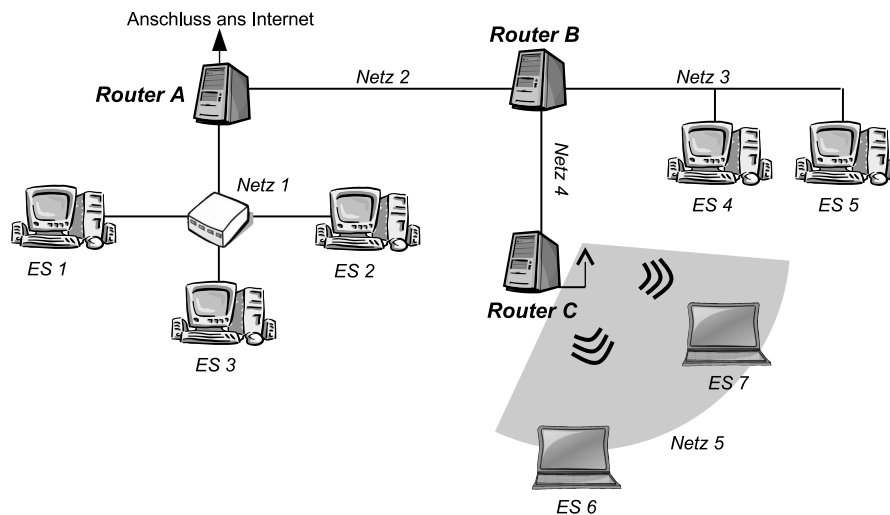 Anschluss ans Internet
Router B
Router A
Netz 2
Netz 3
Netz 4
Netz 1
ES 4
ES 5
ES 1
ES 2
Router C
ES 3
ES 7
Netz 5
ES 6